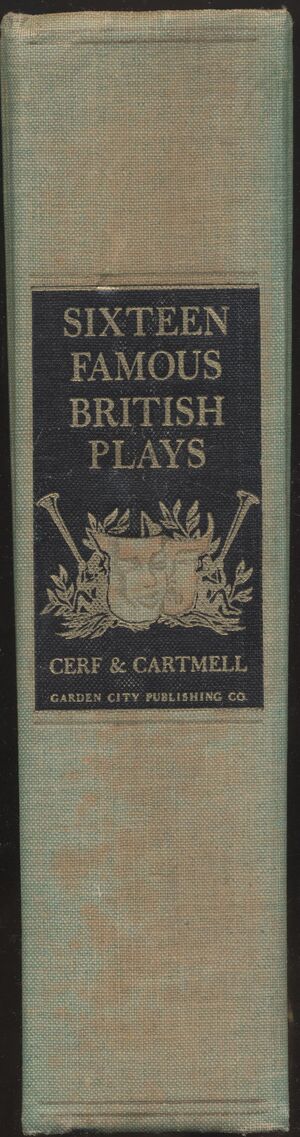 SIXTEEN
FAMOUS
BRITISH
PLAYS
CERF & CARTMELL
GARDEN CITY PUBLISHING CO.